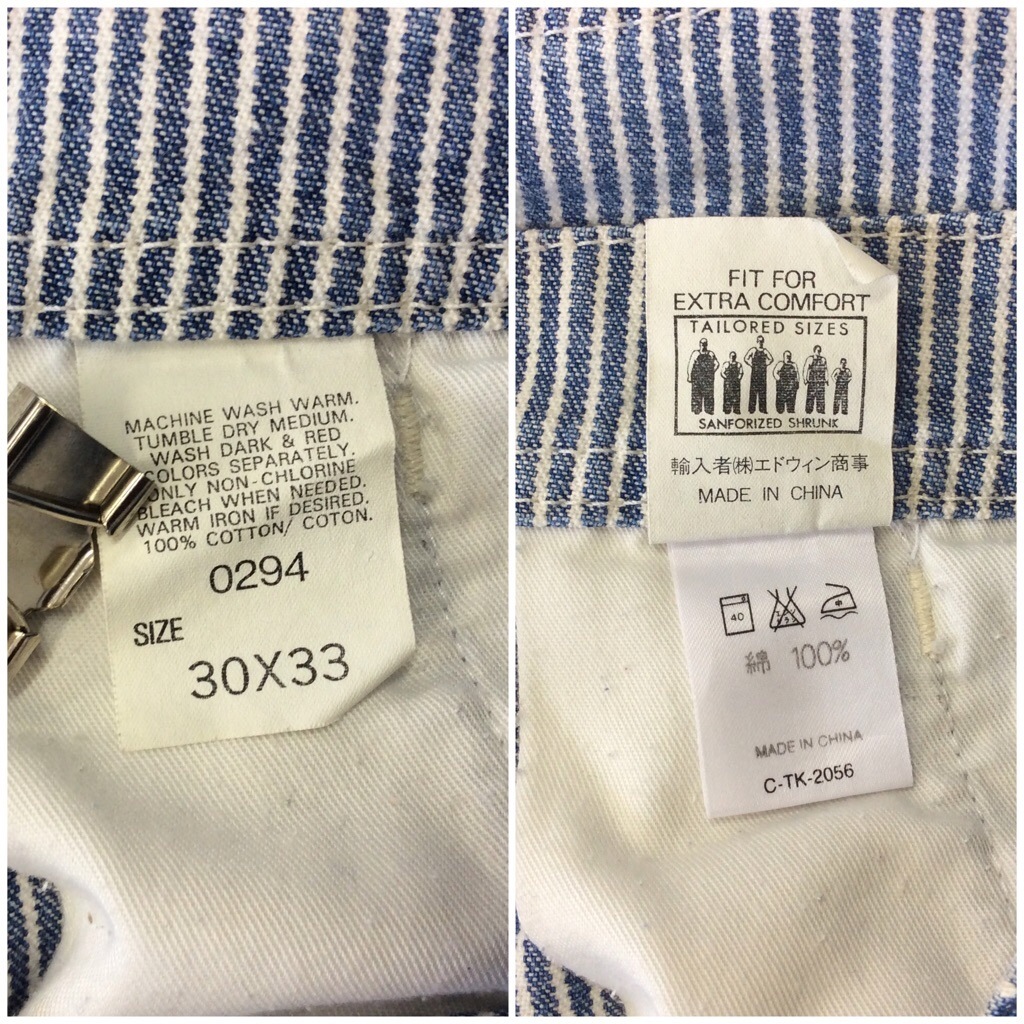 MACHINE WASH WARM.
TUMBLE DRY MEDIUM.
WASH DARK & RED
COLORS SEPARATELY.
ONLY NON-CHLORINE
BLEACH WHEN NEEDED.
WARM IRON IF DESIRED.
100% COTTON/ COTON.
0294
SIZE
30X33
FIT FOR
EXTRA COMFORT
TAILORED SIZES
SANFORIZED SHRUNK
輸入者㈱エドウィン商事
MADE IN CHINA
40
中
綿 100%
MADE IN CHINA
C-TK-2056